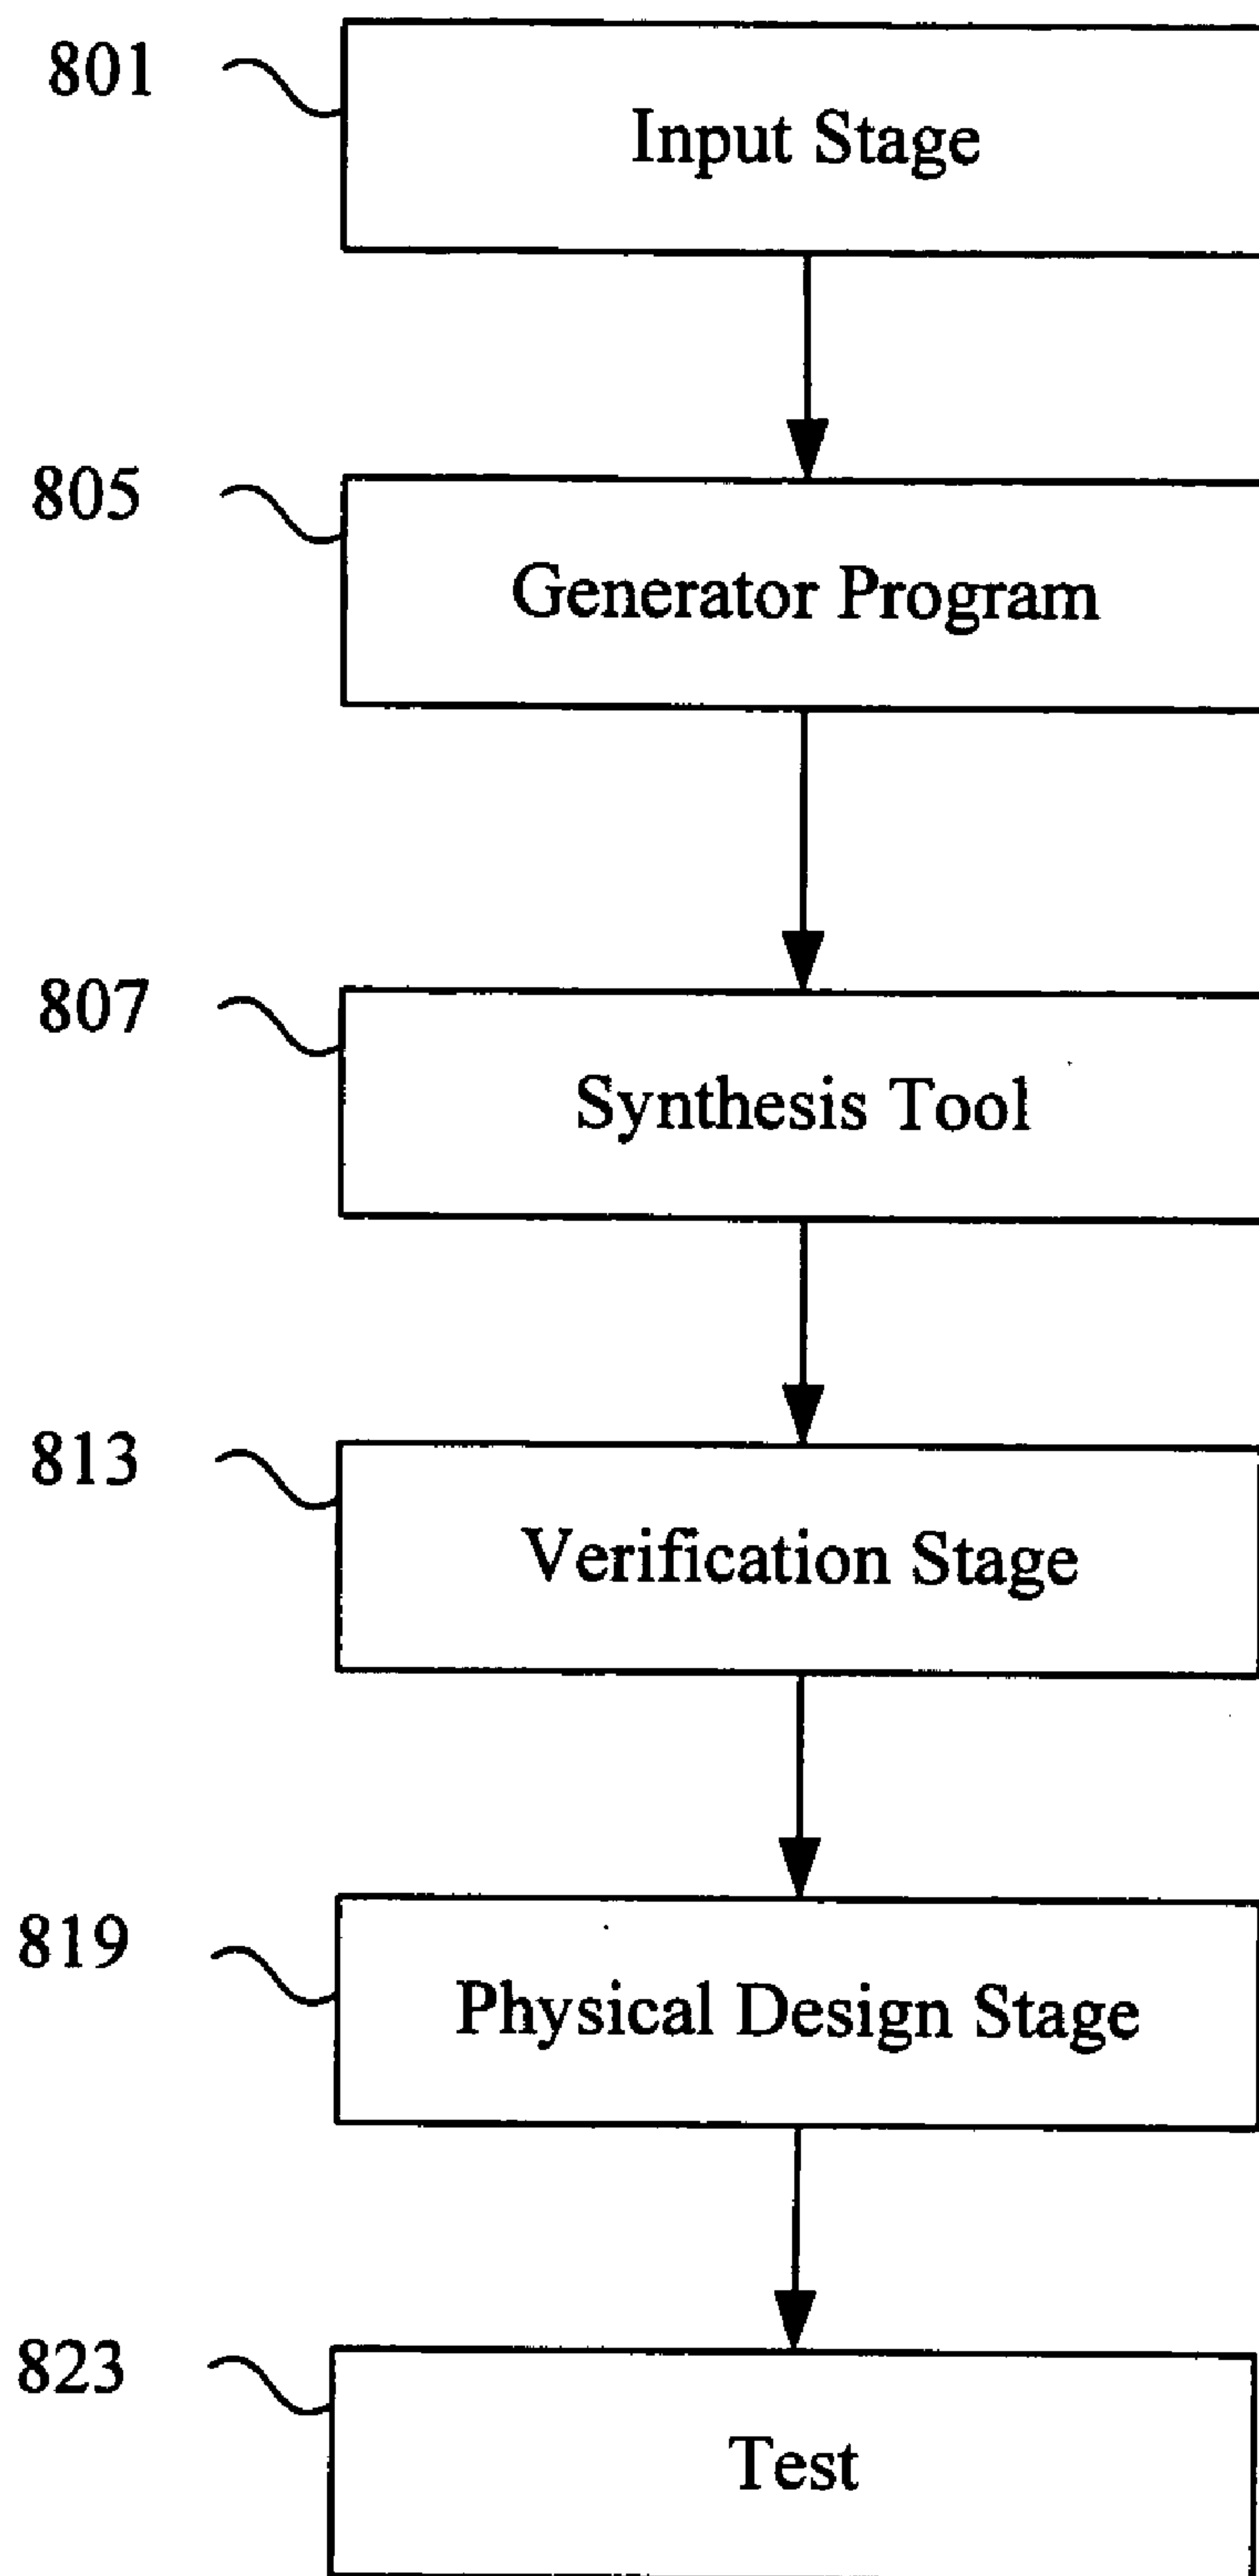 801
Input Stage
805
Generator Program
807
Synthesis Tool
813
Verification Stage
819
Physical Design Stage
823
Test